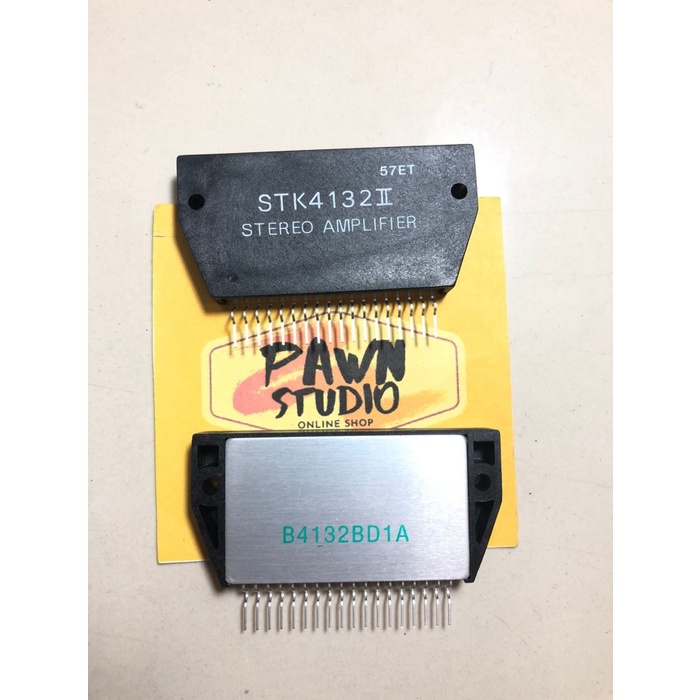 57ET
STK4132II
STEREO AMPLIFIER
PAWN
STUDIO
ONLINE SHOP
B4132BD1A